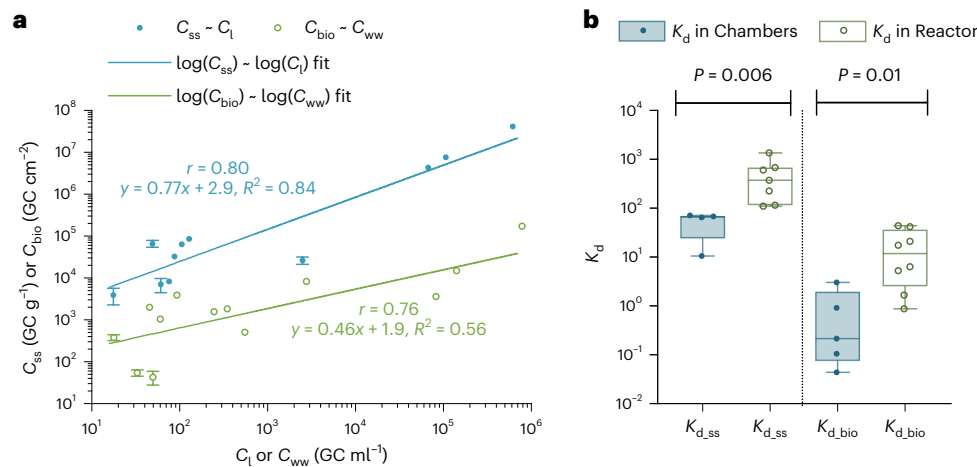 a
C_ss ~ C_l
C_bio ~ C_ww
log(C_ss) ~ log(C_l) fit
log(C_bio) ~ log(C_ww) fit
10^8
10^7
10^6
10^5
10^4
10^3
10^2
10^1
C_ss (GC g^−1) or C_bio (GC cm^−2)
r = 0.80
y = 0.77x + 2.9, R^2 = 0.84
r = 0.76
y = 0.46x + 1.9, R^2 = 0.56
10^1 10^2 10^3 10^4 10^5 10^6
C_l or C_ww (GC ml^−1)
b
K_d in Chambers
K_d in Reactor
P = 0.006
P = 0.01
10^4
10^3
10^2
10^1
10^0
10^−1
10^−2
K_d
K_d_ss K_d_ss K_d_bio K_d_bio